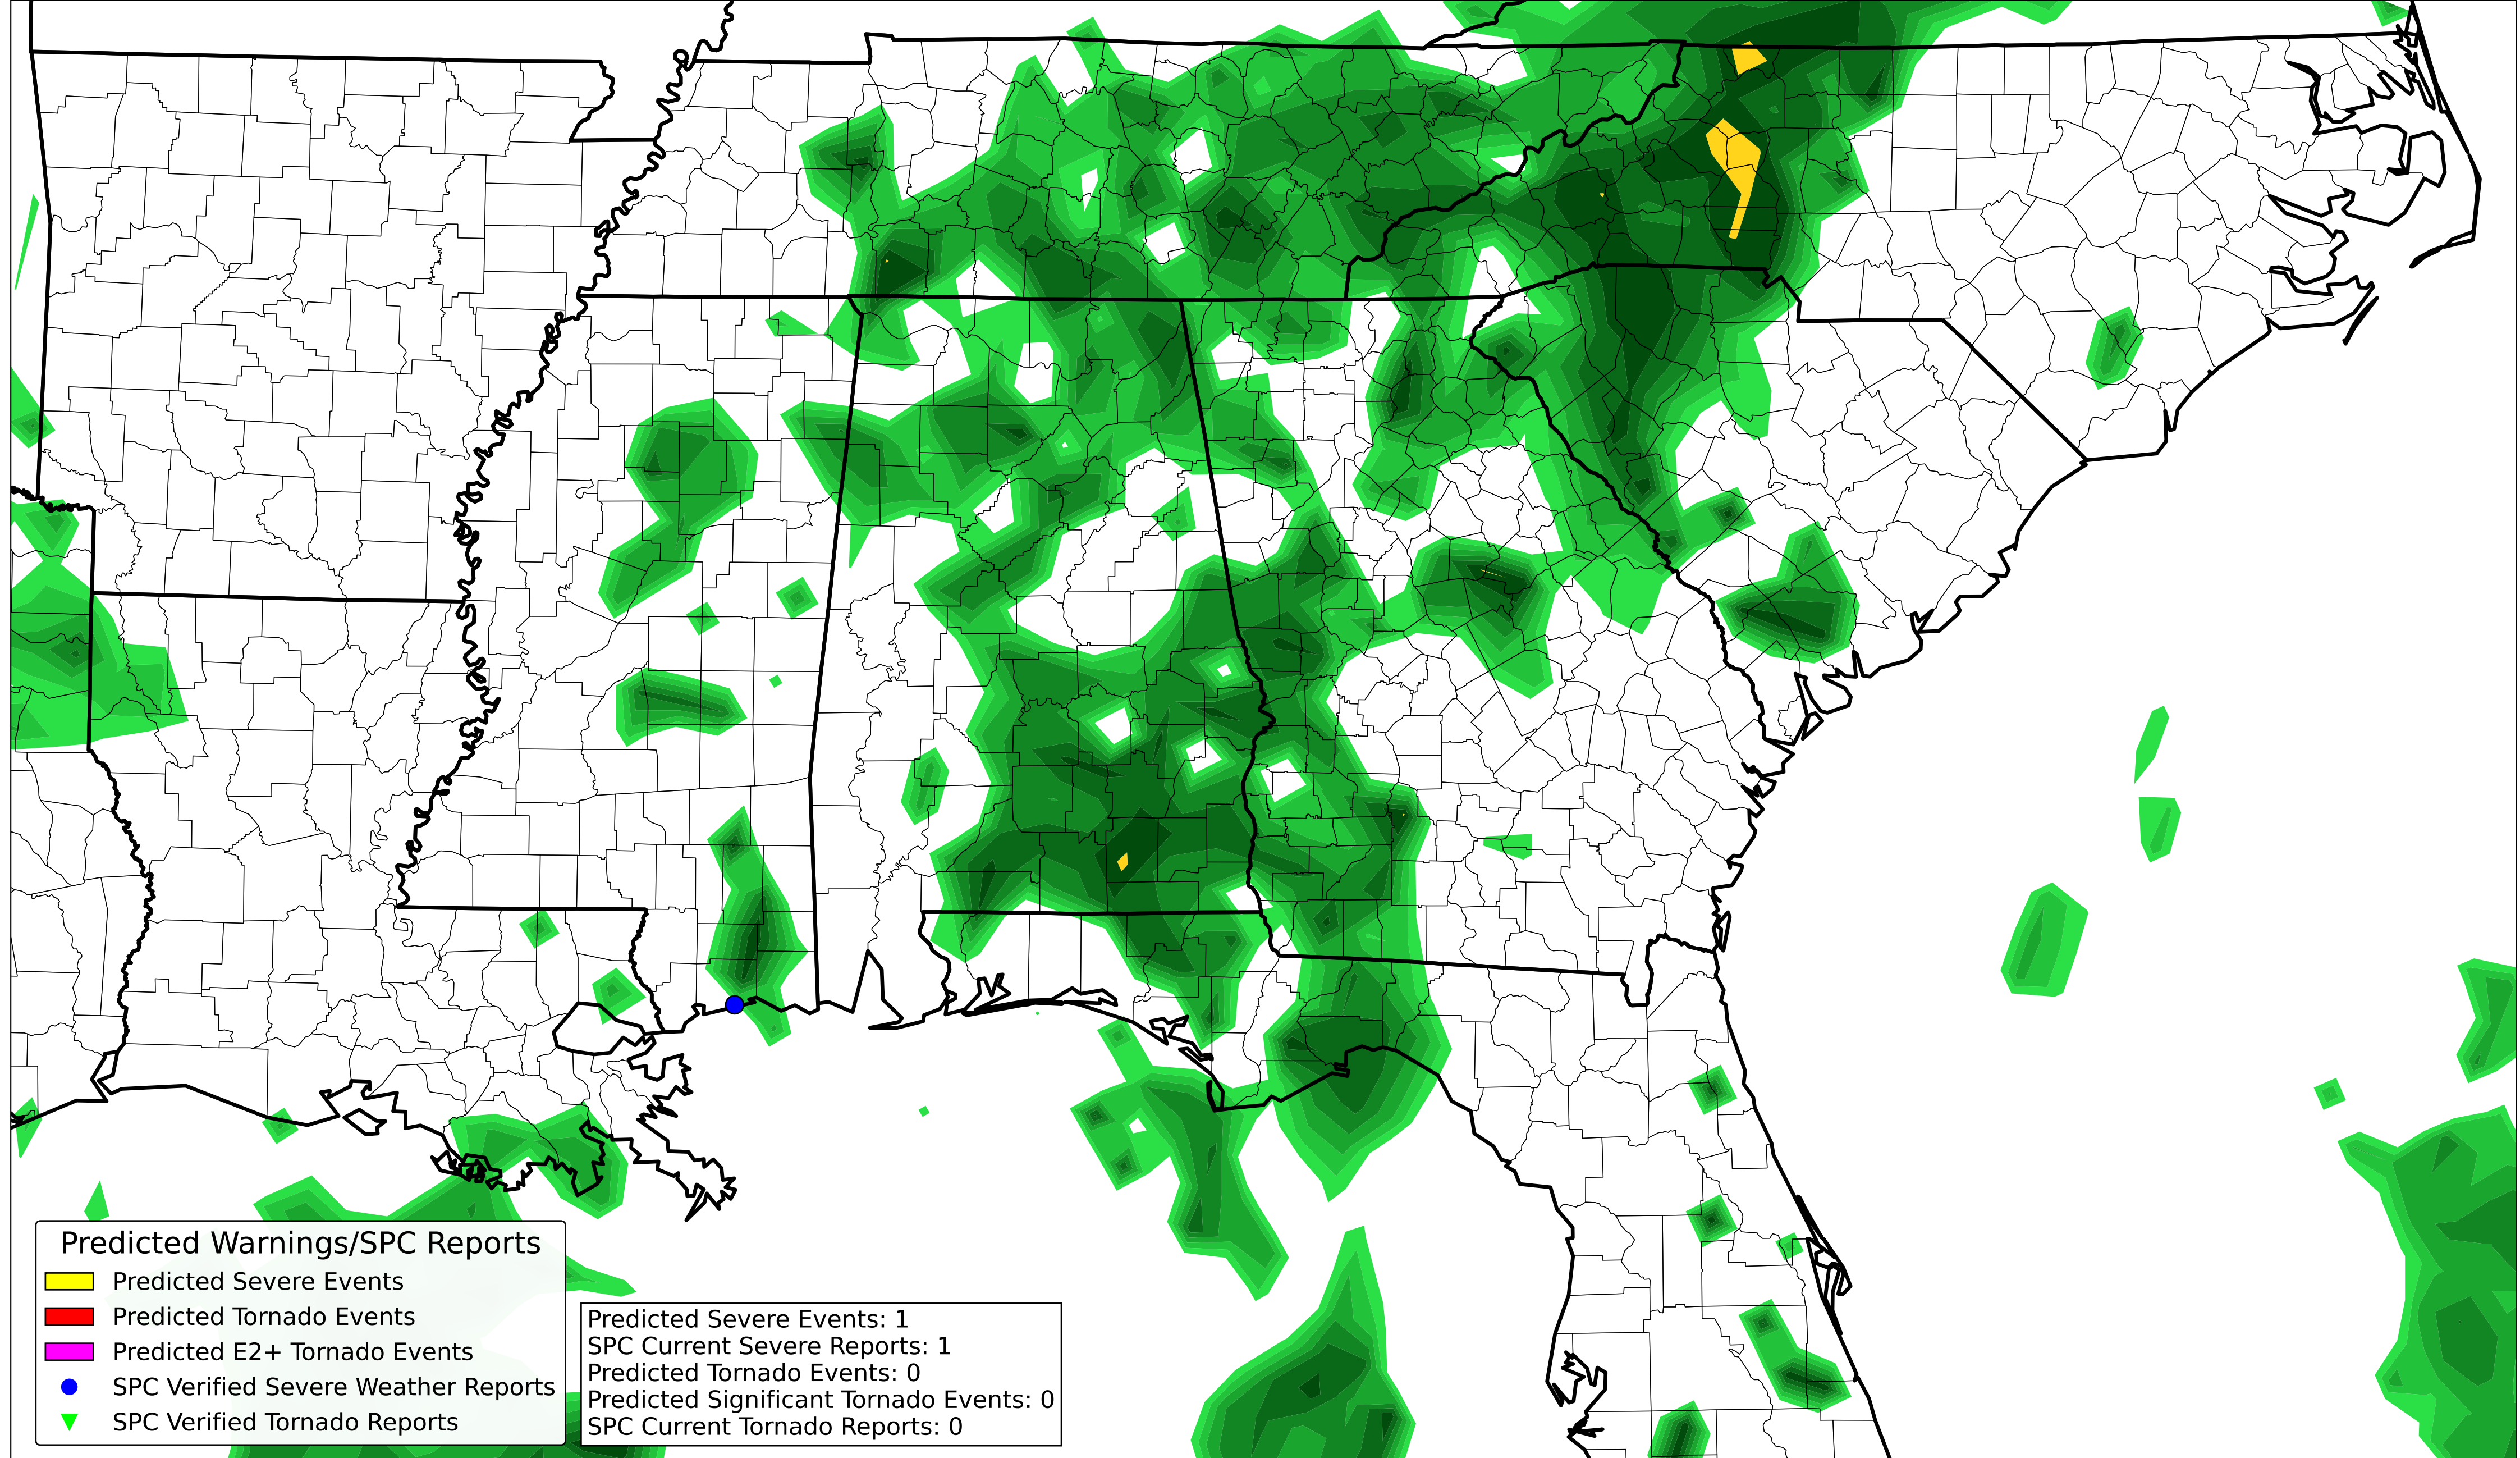 Predicted Warnings/SPC Reports
Predicted Severe Events
Predicted Tornado Events
Predicted E2+ Tornado Events
SPC Verified Severe Weather Reports
SPC Verified Tornado Reports
Predicted Severe Events: 1
SPC Current Severe Reports: 1
Predicted Tornado Events: 0
Predicted Significant Tornado Events: 0
SPC Current Tornado Reports: 0